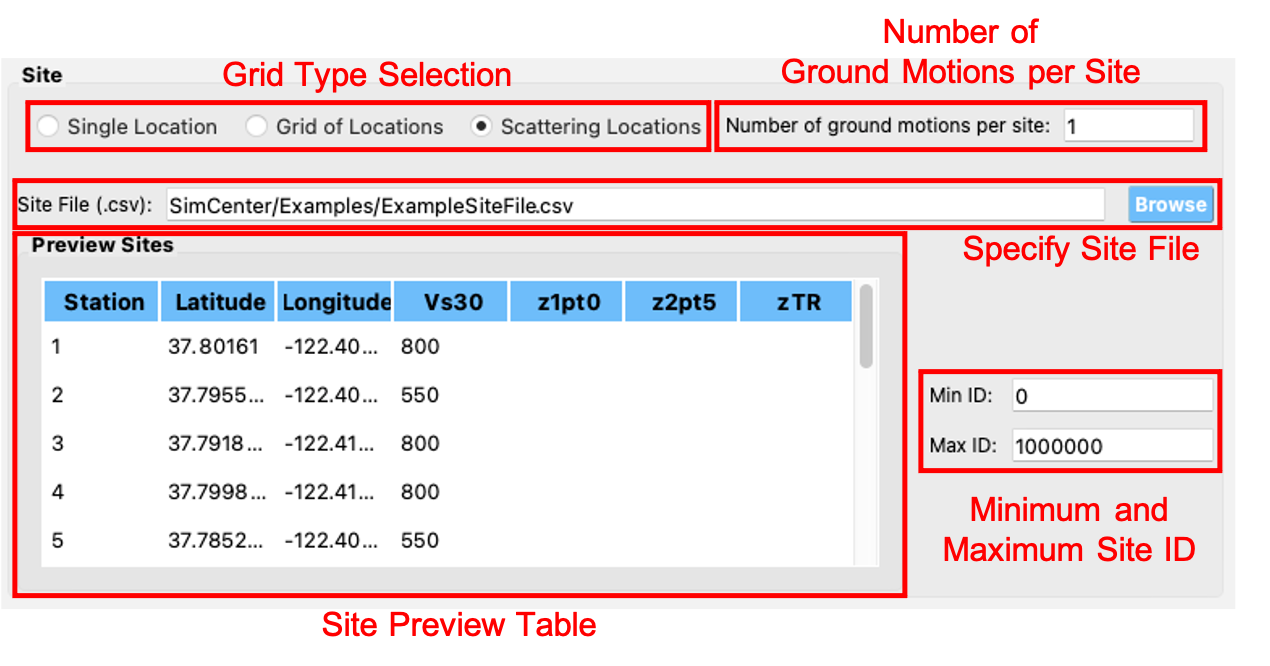 Number of
Ground Motions per Site
Site
Grid Type Selection
Single Location Grid of Locations Scattering Locations Number of ground motions per site: 1
Site File (.csv): SimCenter/Examples/ExampleSiteFile.csv Browse
Specify Site File
Preview Sites
Station Latitude Longitude Vs30 z1pt0 z2pt5 zTR
1 37.80161 -122.40... 800
2 37.7955... -122.40... 550
3 37.7918... -122.41... 800
4 37.7998... -122.41... 800
5 37.7852... -122.40... 550
Min ID: 0
Max ID: 1000000
Minimum and
Maximum Site ID
Site Preview Table